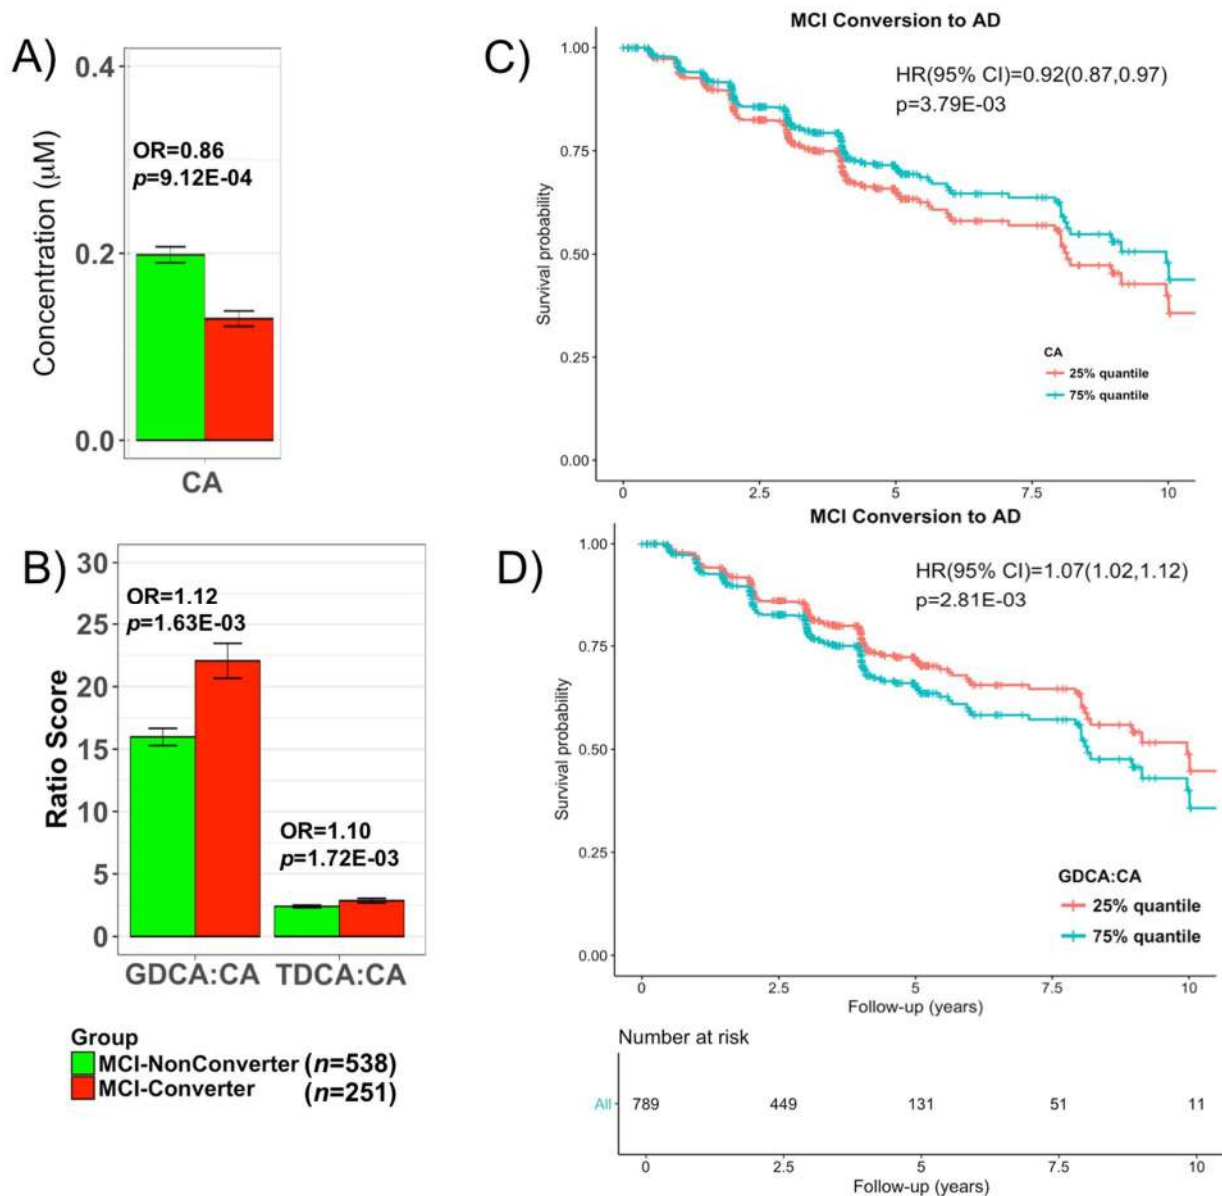 A)
Concentration (μM)
0.4
0.2
0.0
OR=0.86
p=9.12E-04
CA
B)
Ratio Score
30
25
20
15
10
5
0
OR=1.12
p=1.63E-03
OR=1.10
p=1.72E-03
GDCA:CA TDCA:CA
Group
MCI-NonConverter (n=538)
MCI-Converter (n=251)
C)
MCI Conversion to AD
HR(95% CI)=0.92(0.87,0.97)
p=3.79E-03
Survival probability
1.00
0.75
0.50
0.25
0.00
CA
25% quantile
75% quantile
0 2.5 5 7.5 10
D)
MCI Conversion to AD
HR(95% CI)=1.07(1.02,1.12)
p=2.81E-03
Survival probability
1.00
0.75
0.50
0.25
0.00
GDCA:CA
25% quantile
75% quantile
0 2.5 5 7.5 10
Follow-up (years)
Number at risk
All 789 449 131 51 11
0 2.5 5 7.5 10
Follow-up (years)